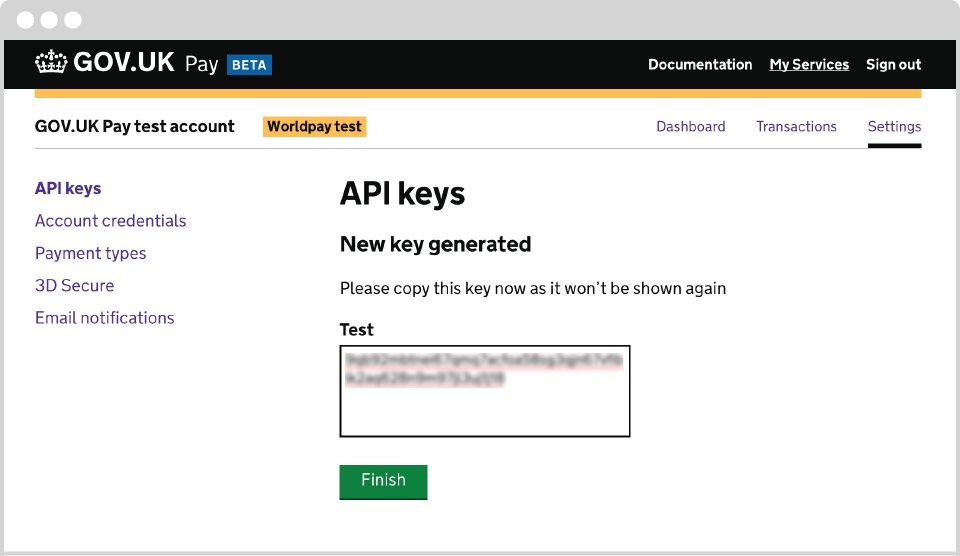 GOV.UK Pay BETA
Documentation My Services Sign out
GOV.UK Pay test account Worldpay test
Dashboard Transactions Settings
API keys
Account credentials
Payment types
3D Secure
Email notifications
API keys
New key generated
Please copy this key now as it won’t be shown again
Test
Finish